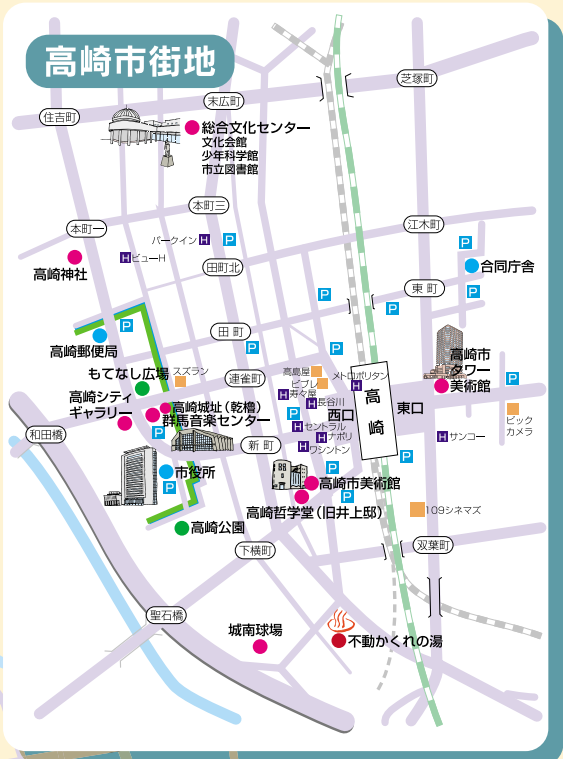 高崎市街地
芝塚町
末広町
住吉町
総合文化センター
文化会館
少年科学館
市立図書館
本町三
本町一
江木町
パークイン H P
H ビューH
P
合同庁舎
高崎神社
田町北
東町
P
P
P
P
田町
高崎郵便局
P
P
高崎市
タワー
美術館
もてなし広場
スズラン
連雀町
高島屋
ビブレ
メトロポリタン
H
P
高崎シティ
ギャラリー
高崎城址(乾櫓)
群馬音楽センター
H 寿々屋
H 長谷川
P
西口
高崎
東口
ビック
カメラ
和田橋
P
H セントラル
H ナポリ
H ワシントン
H サンコー
新町
P
P
市役所
P
高崎市美術館
P
高崎哲学堂(旧井上邸)
109シネマズ
高崎公園
下横町
双葉町
聖石橋
城南球場
不動かくれの湯